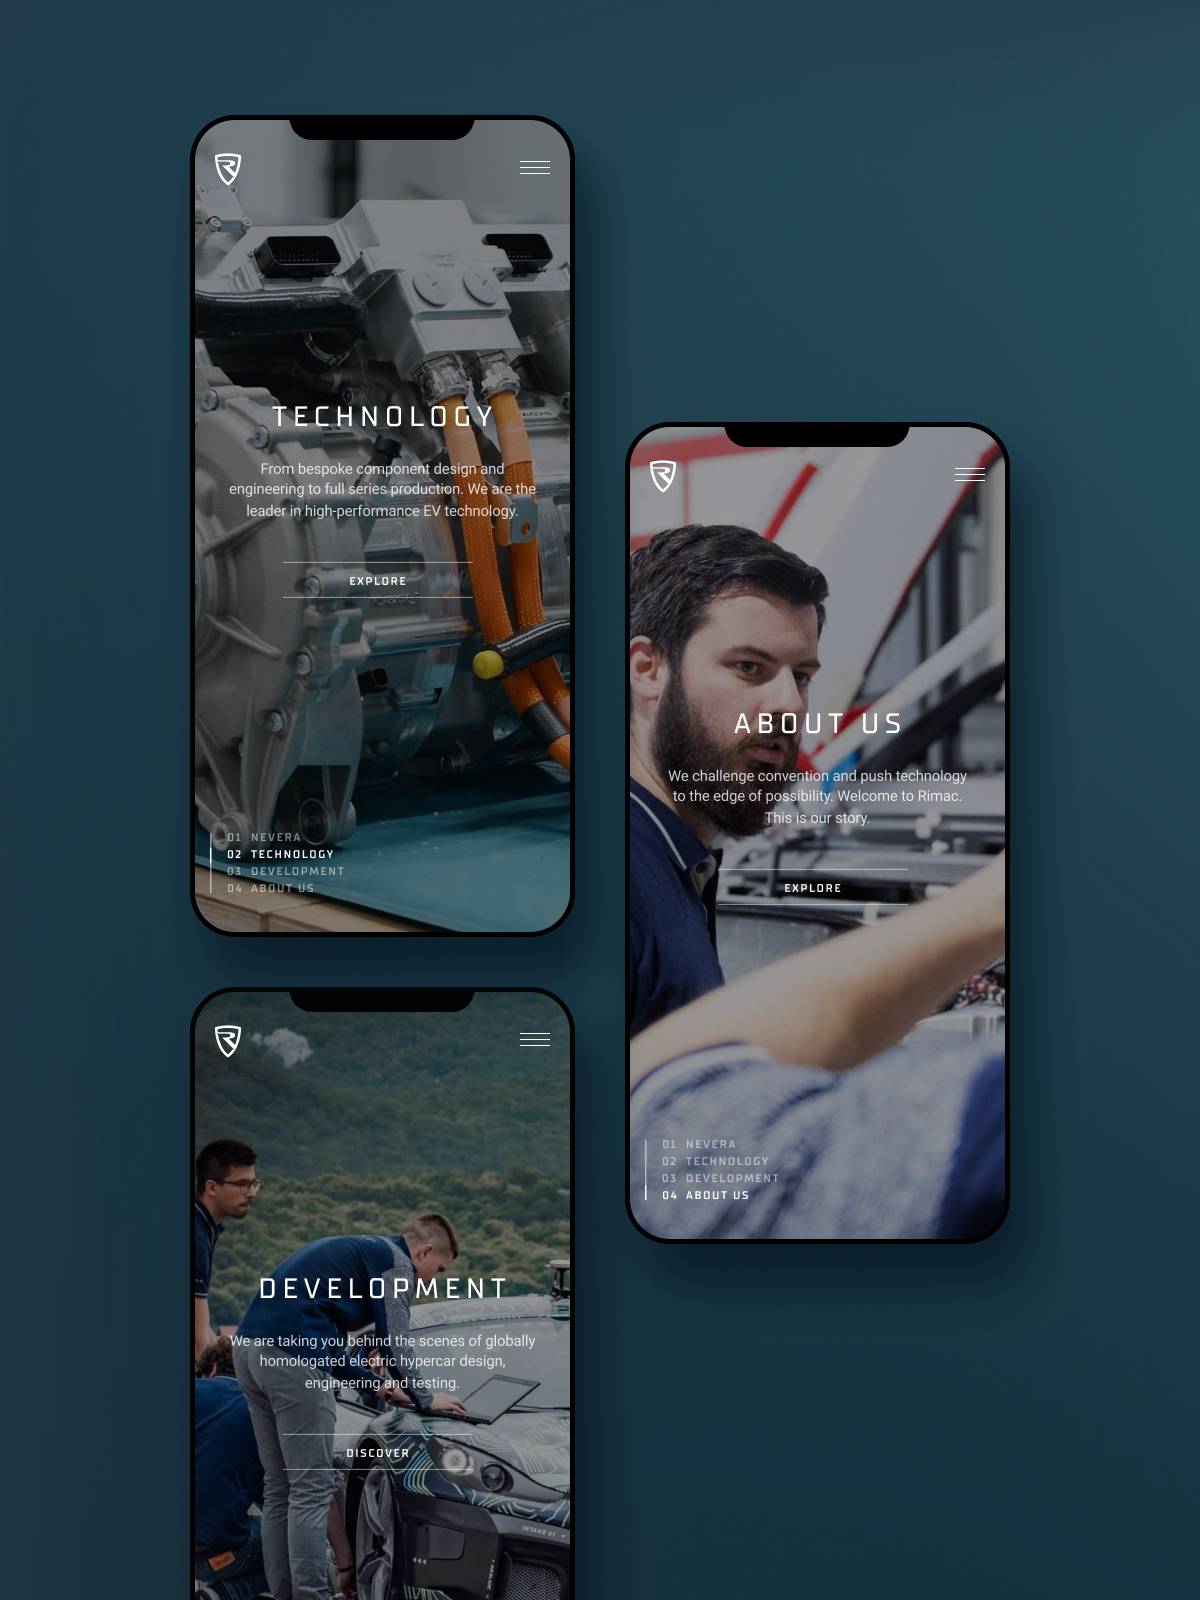 TECHNOLOGY
From bespoke component design and
engineering to full series production. We are the
leader in high-performance EV technology.
EXPLORE
01 NEVERA
02 TECHNOLOGY
03 DEVELOPMENT
04 ABOUT US
ABOUT US
We challenge convention and push technology
to the edge of possibility. Welcome to Rimac.
This is our story.
EXPLORE
01 NEVERA
02 TECHNOLOGY
03 DEVELOPMENT
04 ABOUT US
DEVELOPMENT
We are taking you behind the scenes of globally
homologated electric hypercar design,
engineering and testing.
DISCOVER
INTAKE 01